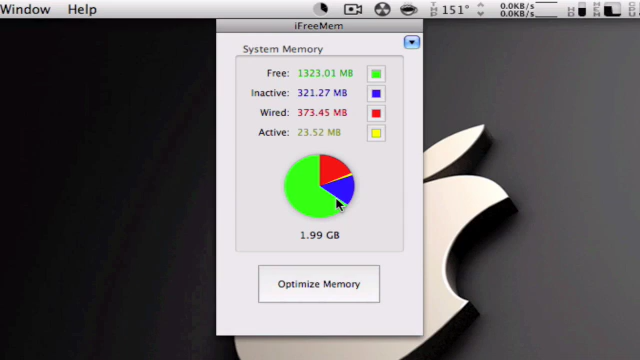 Window Help 151° 0.0KB/s
0.0KB/s
iFreeMem
System Memory
Free: 1323.01 MB
Inactive: 321.27 MB
Wired: 373.45 MB
Active: 23.52 MB
1.99 GB
Optimize Memory